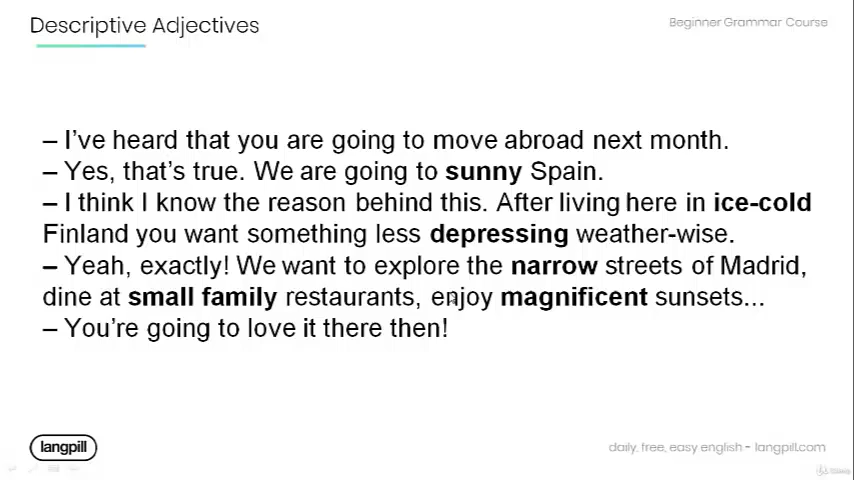 Descriptive Adjectives
Beginner Grammar Course
– I’ve heard that you are going to move abroad next month.
– Yes, that’s true. We are going to sunny Spain.
– I think I know the reason behind this. After living here in ice-cold
Finland you want something less depressing weather-wise.
– Yeah, exactly! We want to explore the narrow streets of Madrid,
dine at small family restaurants, enjoy magnificent sunsets...
– You’re going to love it there then!
langpill
daily, free, easy english – langpill.com
Udemy